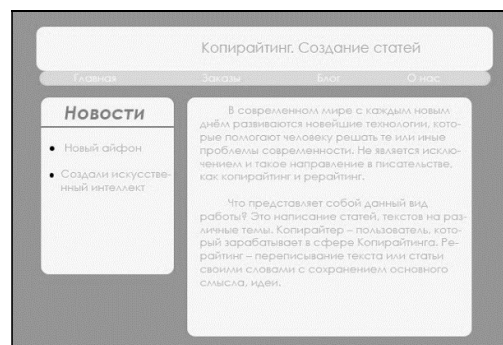 Копирайтинг. Создание статей
Главная Заказы Блог О нас
Новости
Новый айфон
Создали искусстве-
нный интеллект
В современном мире с каждым новым
днём развиваются новейшие технологии, кото-
рые помогают человеку решать те или иные
проблемы современности. Не является исклю-
чением и такое направление в писательстве,
как копирайтинг и рерайтинг.
Что представляет собой данный вид
работы? Это написание статей, текстов на раз-
личные темы. Копирайтер – пользователь, кото-
рый зарабатывает в сфере Копирайтинга. Ре-
райтинг – переписывание текста или статьи
своими словами с сохранением основного
смысла, идеи.